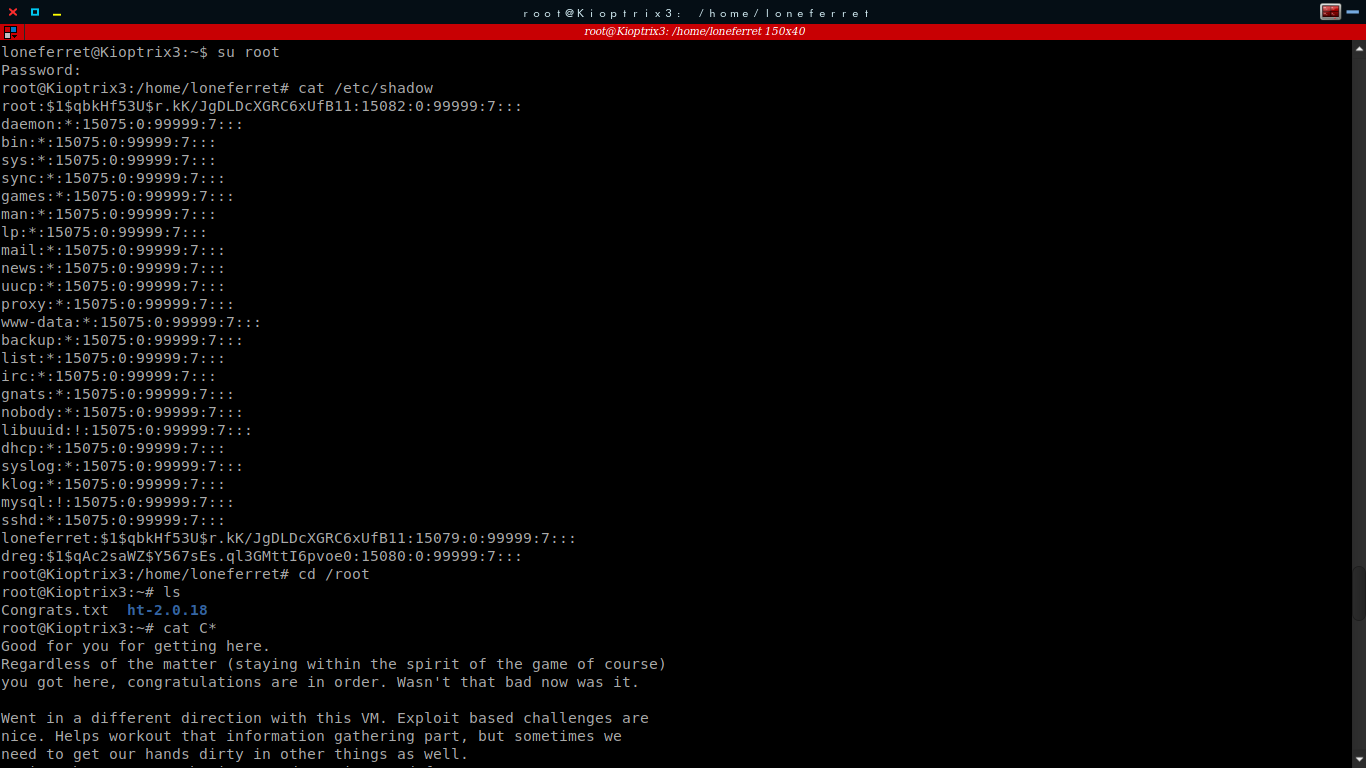 root@Kioptrix3: /home/loneferret
root@Kioptrix3: /home/loneferret 150x40
loneferret@Kioptrix3:~$ su root
Password:
root@Kioptrix3:/home/loneferret# cat /etc/shadow
root:$1$qbkHf53U$r.kK/JgDLDcXGRC6xUfB11:15082:0:99999:7:::
daemon:*:15075:0:99999:7:::
bin:*:15075:0:99999:7:::
sys:*:15075:0:99999:7:::
sync:*:15075:0:99999:7:::
games:*:15075:0:99999:7:::
man:*:15075:0:99999:7:::
lp:*:15075:0:99999:7:::
mail:*:15075:0:99999:7:::
news:*:15075:0:99999:7:::
uucp:*:15075:0:99999:7:::
proxy:*:15075:0:99999:7:::
www-data:*:15075:0:99999:7:::
backup:*:15075:0:99999:7:::
list:*:15075:0:99999:7:::
irc:*:15075:0:99999:7:::
gnats:*:15075:0:99999:7:::
nobody:*:15075:0:99999:7:::
libuuid:!:15075:0:99999:7:::
dhcp:*:15075:0:99999:7:::
syslog:*:15075:0:99999:7:::
klog:*:15075:0:99999:7:::
mysql:!:15075:0:99999:7:::
sshd:*:15075:0:99999:7:::
loneferret:$1$qbkHf53U$r.kK/JgDLDcXGRC6xUfB11:15079:0:99999:7:::
dreg:$1$qAc2saWZ$Y567sEs.ql3GMttI6pvoe0:15080:0:99999:7:::
root@Kioptrix3:/home/loneferret# cd /root
root@Kioptrix3:~# ls
Congrats.txt  ht-2.0.18
root@Kioptrix3:~# cat C*
Good for you for getting here.
Regardless of the matter (staying within the spirit of the game of course)
you got here, congratulations are in order. Wasn't that bad now was it.
Went in a different direction with this VM. Exploit based challenges are
nice. Helps workout that information gathering part, but sometimes we
need to get our hands dirty in other things as well.